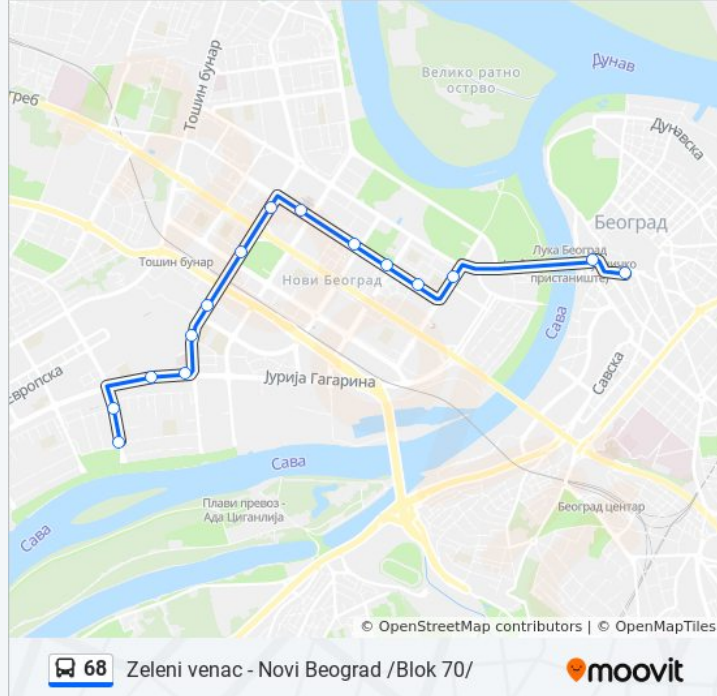 Дунав
Велико ратно
острво
Тошин бунар
греб
Дунавска
Београд
Лука Београд
пристаниште)
Тошин бунар
Нови Београд
Сава
Савска
Јурија Гагарина
Сава
Плави превоз -
Ада Циганлија
Београд центар
Сава
© OpenStreetMap contributors | © OpenMapTiles
68 Zeleni venac - Novi Beograd /Blok 70/
moovit